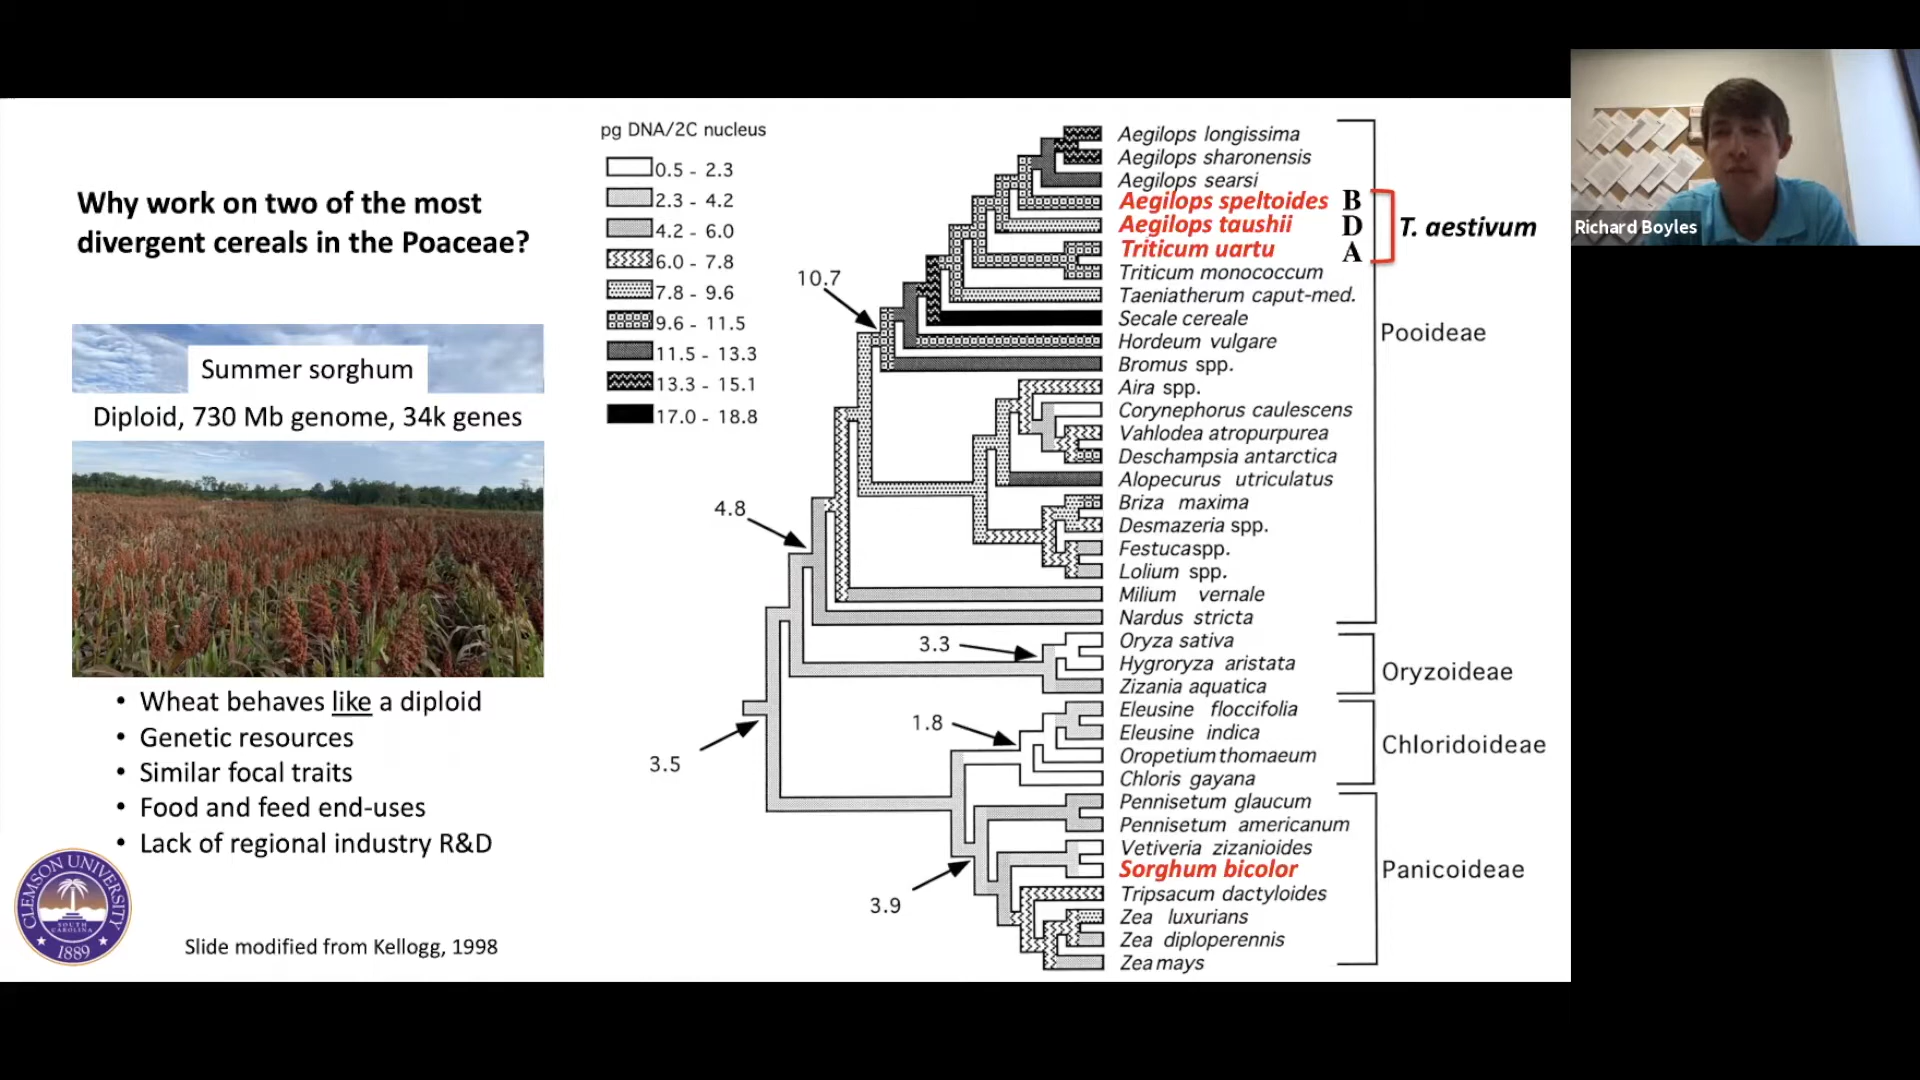 Why work on two of the most
divergent cereals in the Poaceae?
Summer sorghum
Diploid, 730 Mb genome, 34k genes
• Wheat behaves like a diploid
• Genetic resources
• Similar focal traits
• Food and feed end-uses
• Lack of regional industry R&D
CLEMSON UNIVERSITY
SOUTH
CAROLINA
1889
Slide modified from Kellogg, 1998
pg DNA/2C nucleus
0.5 - 2.3
2.3 - 4.2
4.2 - 6.0
6.0 - 7.8
7.8 - 9.6
9.6 - 11.5
11.5 - 13.3
13.3 - 15.1
17.0 - 18.8
10.7
4.8
3.5
3.3
1.8
3.9
Aegilops longissima
Aegilops sharonensis
Aegilops searsi
Aegilops speltoides B
Aegilops taushii D
Triticum uartu A
T. aestivum
Triticum monococcum
Taeniatherum caput-med.
Secale cereale
Hordeum vulgare
Bromus spp.
Aira spp.
Corynephorus caulescens
Vahlodea atropurpurea
Deschampsia antarctica
Alopecurus utriculatus
Briza maxima
Desmazeria spp.
Festucaspp.
Lolium spp.
Milium vernale
Nardus stricta
Pooideae
Oryza sativa
Hygroryza aristata
Zizania aquatica
Oryzoideae
Eleusine floccifolia
Eleusine indica
Oropetiumthomaeum
Chloris gayana
Chloridoideae
Pennisetum glaucum
Pennisetum americanum
Vetiveria zizanioides
Sorghum bicolor
Tripsacum dactyloides
Zea luxurians
Zea diploperennis
Zeamays
Panicoideae
Richard Boyles